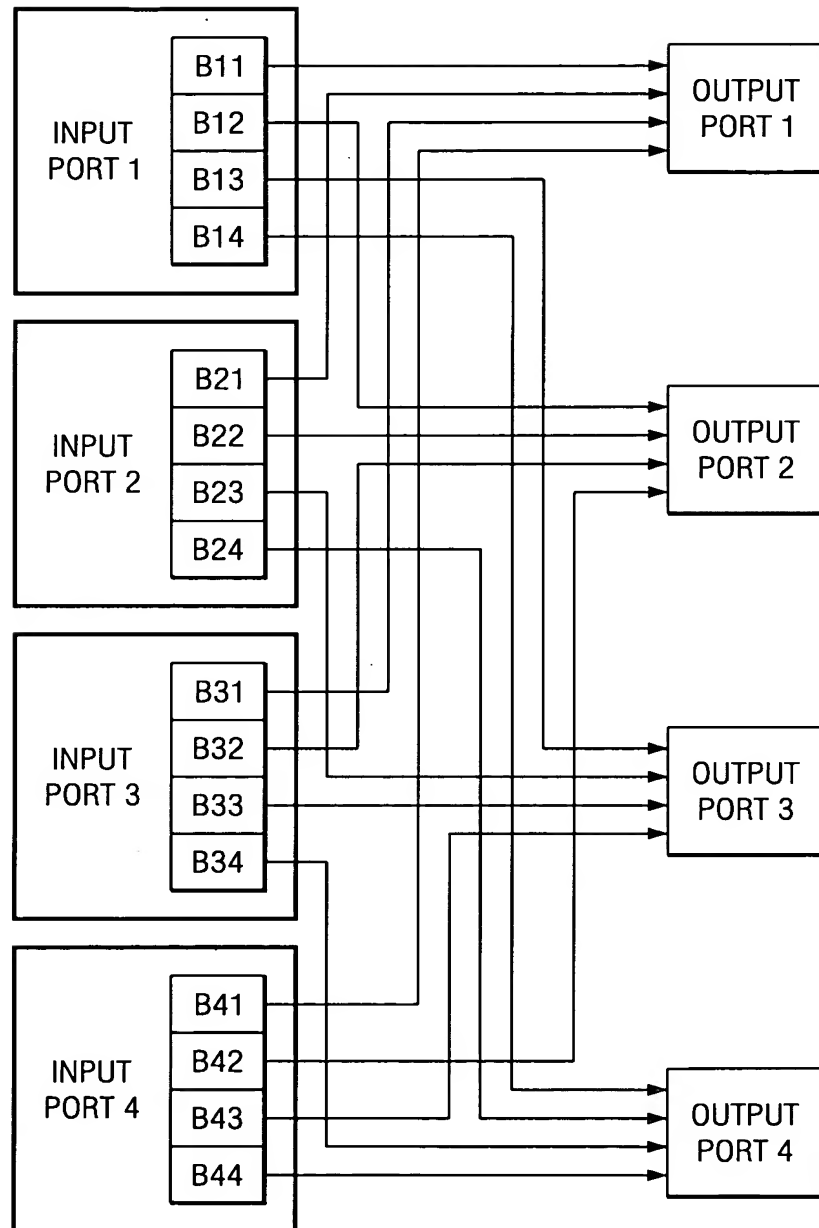 INPUT
PORT 1
B11
B12
B13
B14
OUTPUT
PORT 1
INPUT
PORT 2
B21
B22
B23
B24
OUTPUT
PORT 2
INPUT
PORT 3
B31
B32
B33
B34
OUTPUT
PORT 3
INPUT
PORT 4
B41
B42
B43
B44
OUTPUT
PORT 4